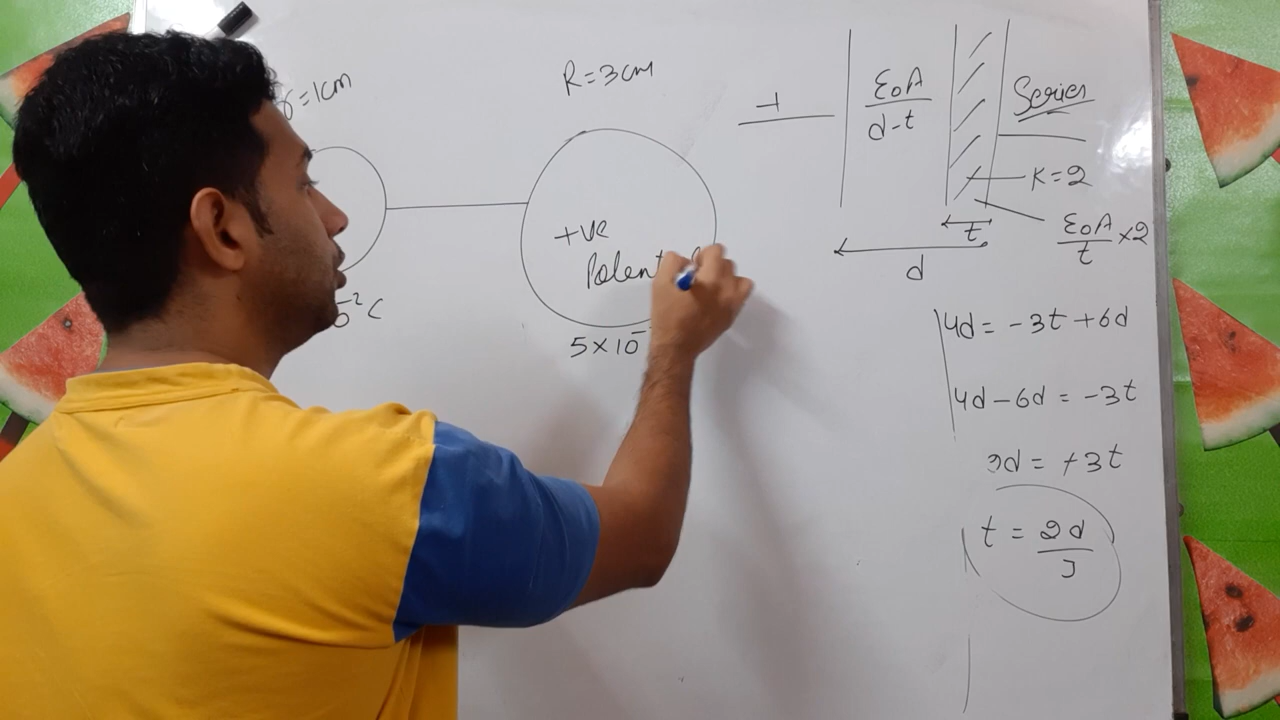 =1cm
R=3cm
+ve
5×10
ε₀A
d-t
Series
K=2
t
d
ε₀A
t
×2
4d = -3t+6d
4d-6d = -3t
2d = +3t
t = 2d
3